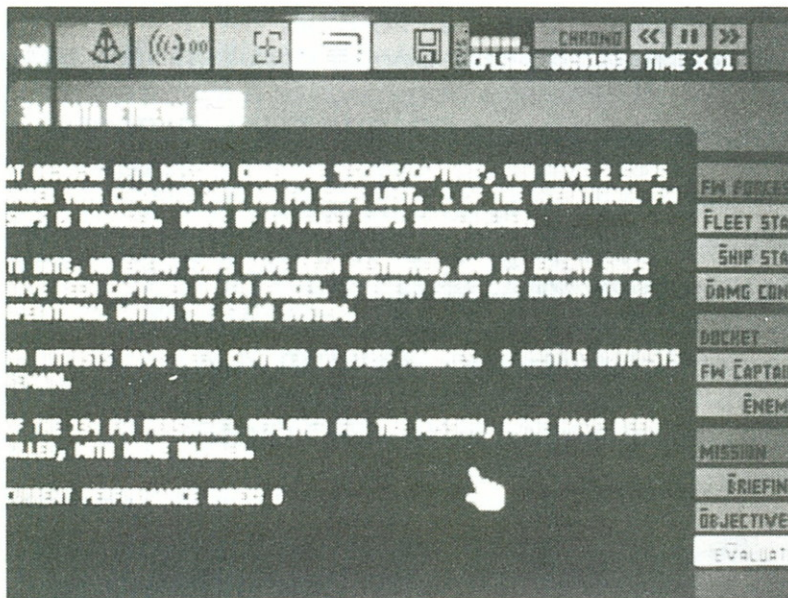 300 ((·)) 00 CHRONO << II >>
CPLSHD 00:01:03 TIME X 01
304 DATA RETRIEVAL
AT INTO MISSION CODENAME 'ESCAPE/CAPTURE', YOU HAVE 2 SHIPS
UNDER YOUR COMMAND WITH NO FW SHIPS LOST. 1 OF THE OPERATIONAL FW
SHIPS IS DAMAGED. NONE OF FW FLEET SHIPS SURRENDERED.
TO DATE, NO ENEMY SHIPS HAVE BEEN DESTROYED, AND NO ENEMY SHIPS
HAVE BEEN CAPTURED BY FW FORCES. 5 ENEMY SHIPS ARE KNOWN TO BE
OPERATIONAL WITHIN THE SOLAR SYSTEM.
NO OUTPOSTS HAVE BEEN CAPTURED BY FWSF MARINES. 2 HOSTILE OUTPOSTS
REMAIN.
OF THE 134 FW PERSONNEL DEPLOYED FOR THE MISSION, NONE HAVE BEEN
KILLED, WITH NONE INJURED.
CURRENT PERFORMANCE INDEX: 0
FW FORCES
FLEET STA
SHIP STA
DAMG CON
DOCKET
FW CAPTAI
ENEM
MISSION
BRIEFIN
OBJECTIVE
EVALUAT